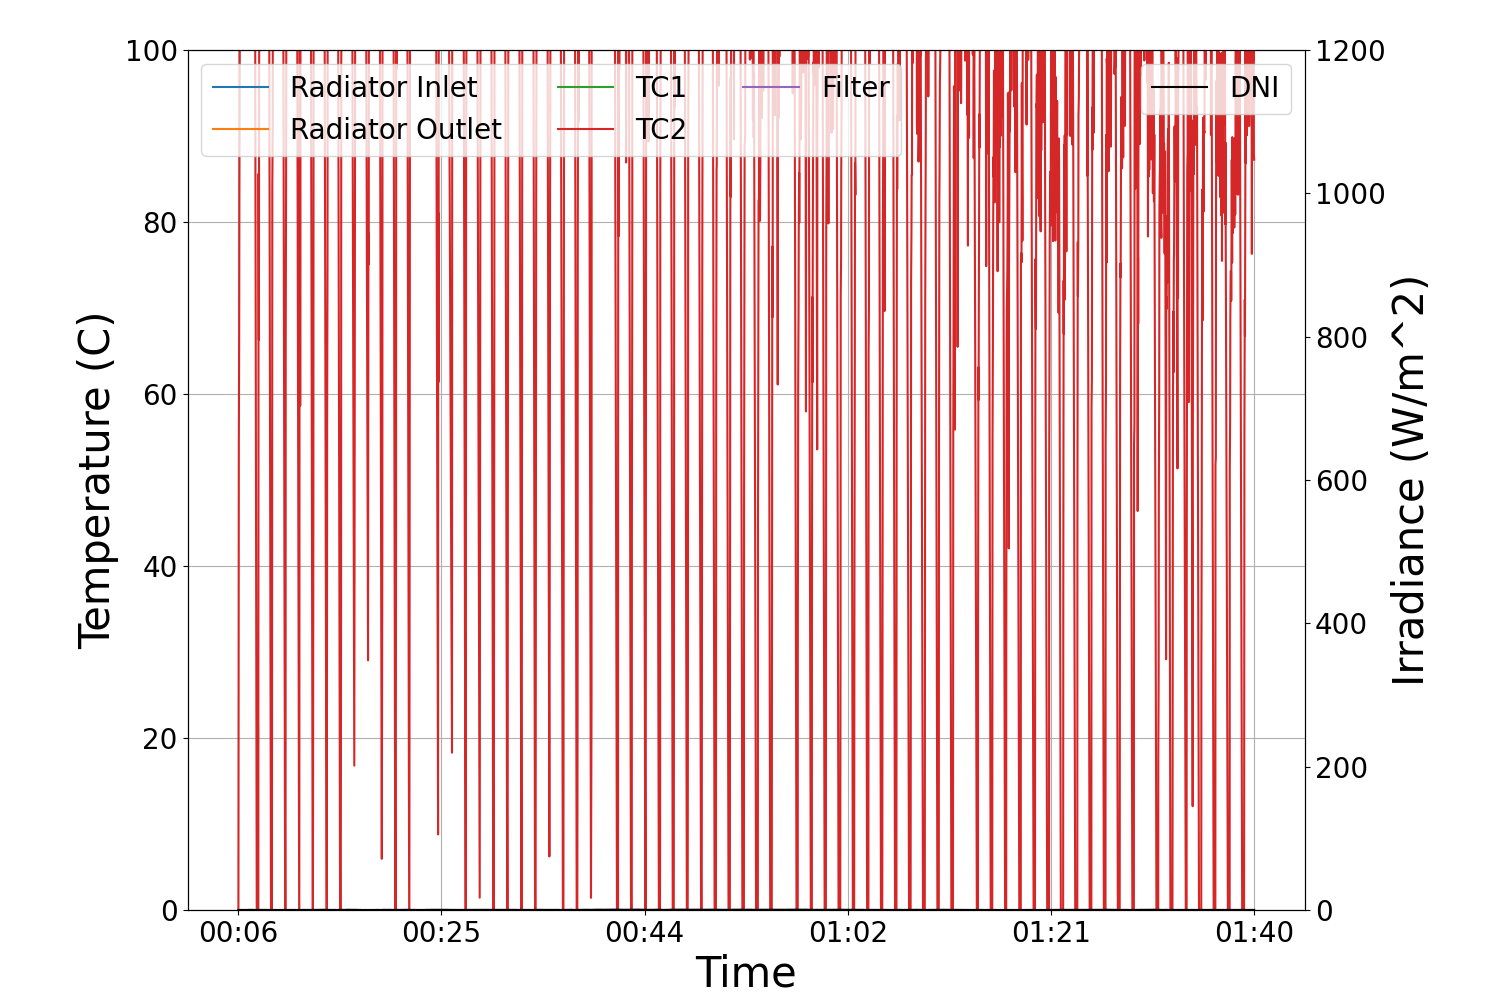 100
80
60
40
20
0
Temperature (C)
Radiator Inlet
Radiator Outlet
TC1
TC2
Filter
DNI
1200
1000
800
600
400
200
0
Irradiance (W/m^2)
00:06
00:25
00:44
01:02
01:21
01:40
Time